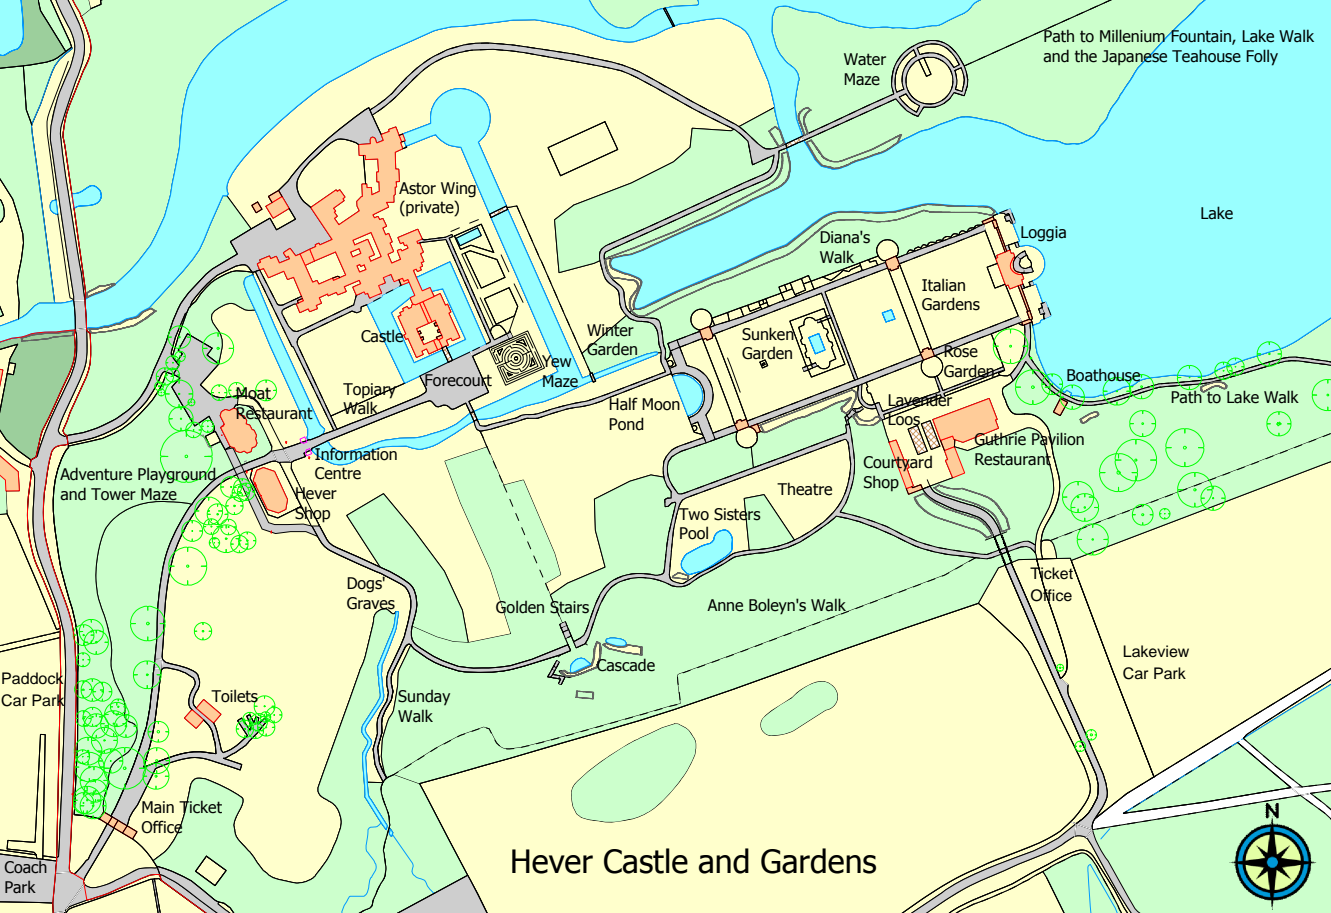 Path to Millenium Fountain, Lake Walk
and the Japanese Teahouse Folly
Water
Maze
Astor Wing
(private)
Lake
Loggia
Diana's
Walk
Italian
Gardens
Castle
Winter
Garden
Sunken
Garden
Rose
Garden
Yew
Maze
Forecourt
Boathouse
Path to Lake Walk
Topiary
Walk
Moat
Restaurant
Half Moon
Pond
Lavender
Loos
Guthrie Pavilion
Restaurant
Information
Centre
Courtyard
Shop
Adventure Playground
and Tower Maze
Hever
Shop
Theatre
Two Sisters
Pool
Dogs'
Graves
Golden Stairs
Anne Boleyn's Walk
Ticket
Office
Cascade
Lakeview
Car Park
Paddock
Car Park
Toilets
Sunday
Walk
Main Ticket
Office
Coach
Park
Hever Castle and Gardens
N